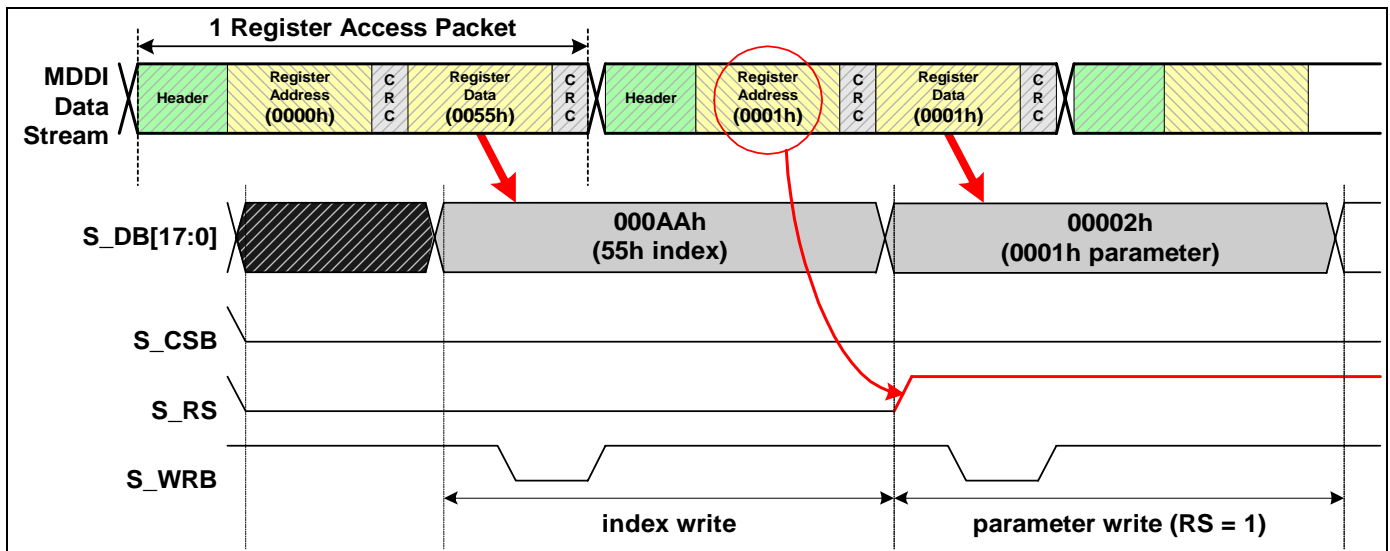 1 Register Access Packet
MDDI
Data
Stream
Header
Register
Address
(0000h)
C
R
C
Register
Data
(0055h)
C
R
C
Header
Register
Address
(0001h)
C
R
C
Register
Data
(0001h)
C
R
C
S_DB[17:0]
000AAh
(55h index)
00002h
(0001h parameter)
S_CSB
S_RS
S_WRB
index write
parameter write (RS = 1)